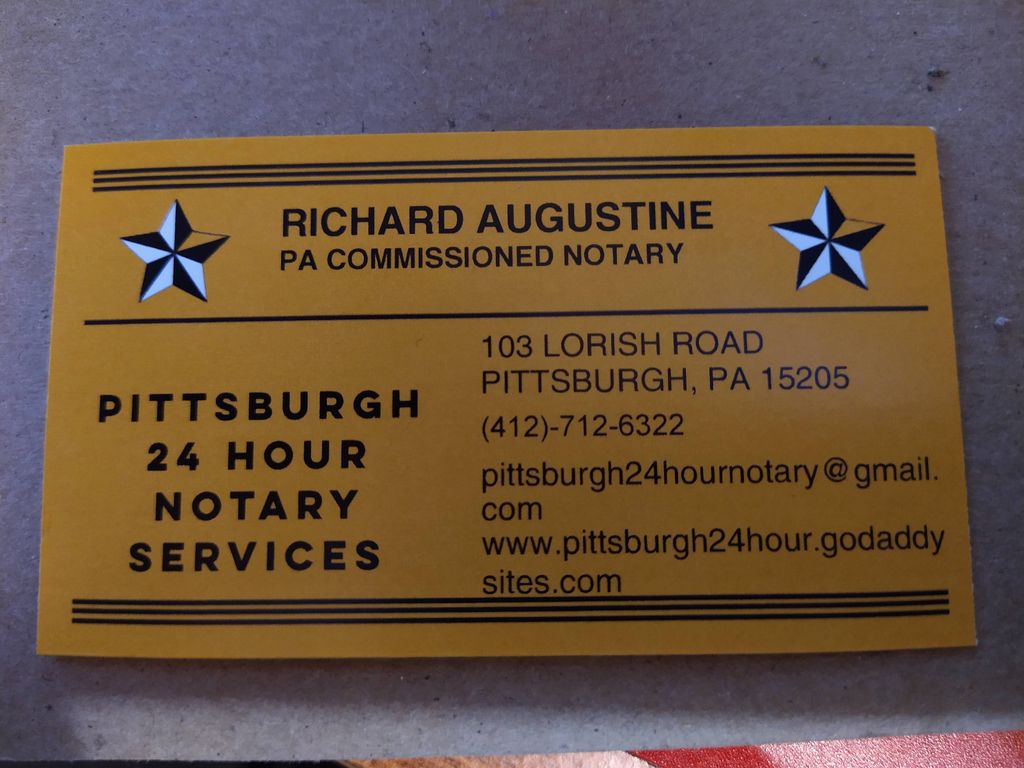 RICHARD AUGUSTINE
PA COMMISSIONED NOTARY
PITTSBURGH
24 HOUR
NOTARY
SERVICES
103 LORISH ROAD
PITTSBURGH, PA 15205
(412)-712-6322
pittsburgh24hournotary@gmail.
com
www.pittsburgh24hour.godaddy
sites.com